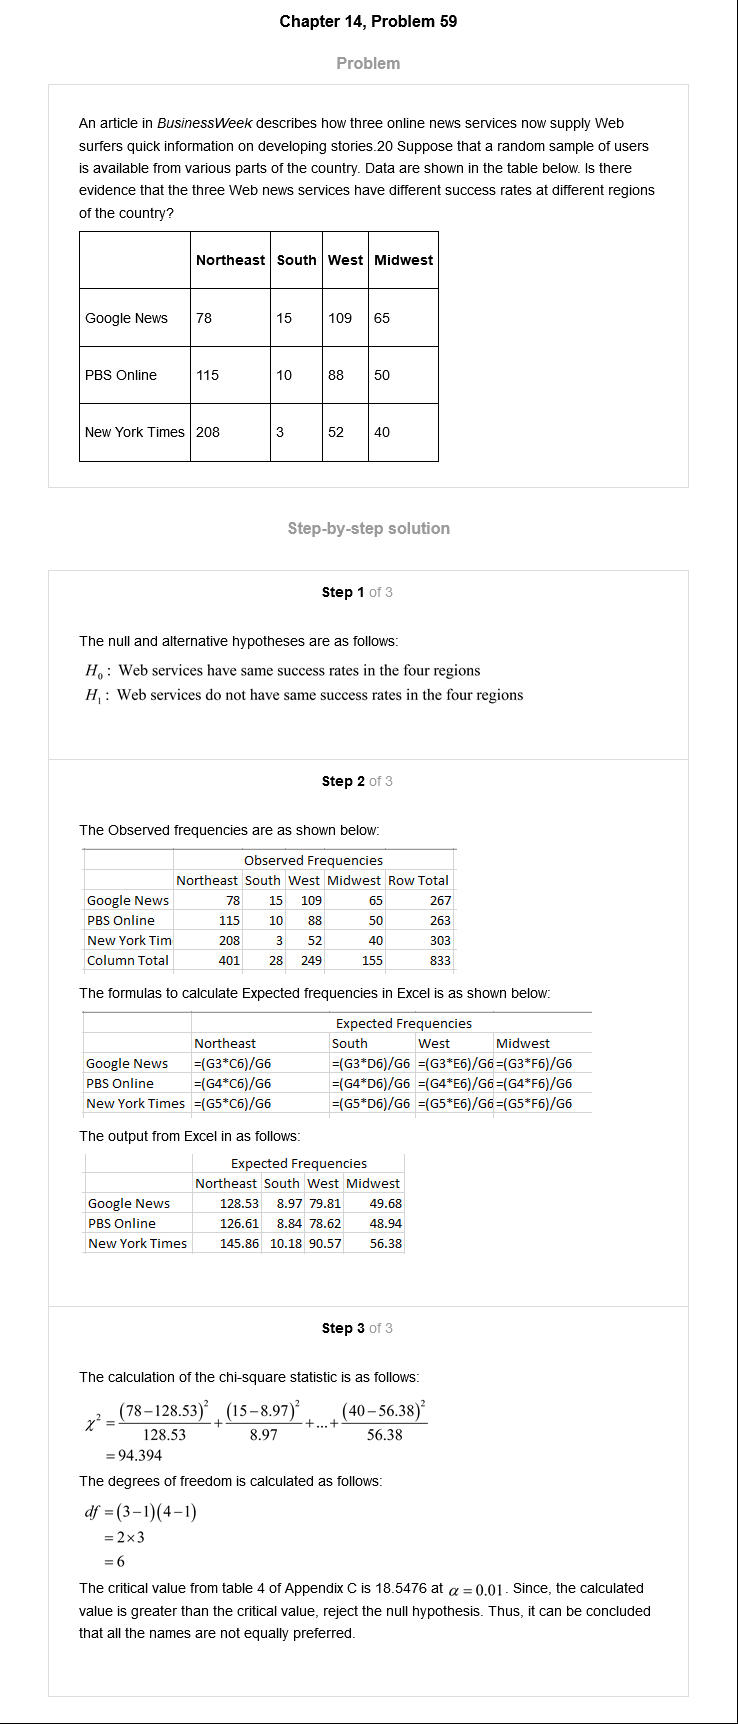 Chapter 14, Problem 59
Problem
An article in BusinessWeek describes how three online news services now supply Web
surfers quick information on developing stories.20 Suppose that a random sample of users
is available from various parts of the country. Data are shown in the table below. Is there
evidence that the three Web news services have different success rates at different regions
of the country?
Northeast South West Midwest
Google News 78 15 109 65
PBS Online 115 10 88 50
New York Times 208 3 52 40
Step-by-step solution
Step 1 of 3
The null and alternative hypotheses are as follows:
H₀ : Web services have same success rates in the four regions
H₁ : Web services do not have same success rates in the four regions
Step 2 of 3
The Observed frequencies are as shown below:
Observed Frequencies
Northeast South West Midwest Row Total
Google News 78 15 109 65 267
PBS Online 115 10 88 50 263
New York Tim 208 3 52 40 303
Column Total 401 28 249 155 833
The formulas to calculate Expected frequencies in Excel is as shown below:
Expected Frequencies
Northeast South West Midwest
Google News =(G3*C6)/G6 =(G3*D6)/G6 =(G3*E6)/G6 =(G3*F6)/G6
PBS Online =(G4*C6)/G6 =(G4*D6)/G6 =(G4*E6)/G6 =(G4*F6)/G6
New York Times =(G5*C6)/G6 =(G5*D6)/G6 =(G5*E6)/G6 =(G5*F6)/G6
The output from Excel in as follows:
Expected Frequencies
Northeast South West Midwest
Google News 128.53 8.97 79.81 49.68
PBS Online 126.61 8.84 78.62 48.94
New York Times 145.86 10.18 90.57 56.38
Step 3 of 3
The calculation of the chi-square statistic is as follows:
χ² = (78−128.53)²/128.53 + (15−8.97)²/8.97 + ... + (40−56.38)²/56.38
= 94.394
The degrees of freedom is calculated as follows:
df = (3−1)(4−1)
= 2×3
= 6
The critical value from table 4 of Appendix C is 18.5476 at α = 0.01. Since, the calculated
value is greater than the critical value, reject the null hypothesis. Thus, it can be concluded
that all the names are not equally preferred.